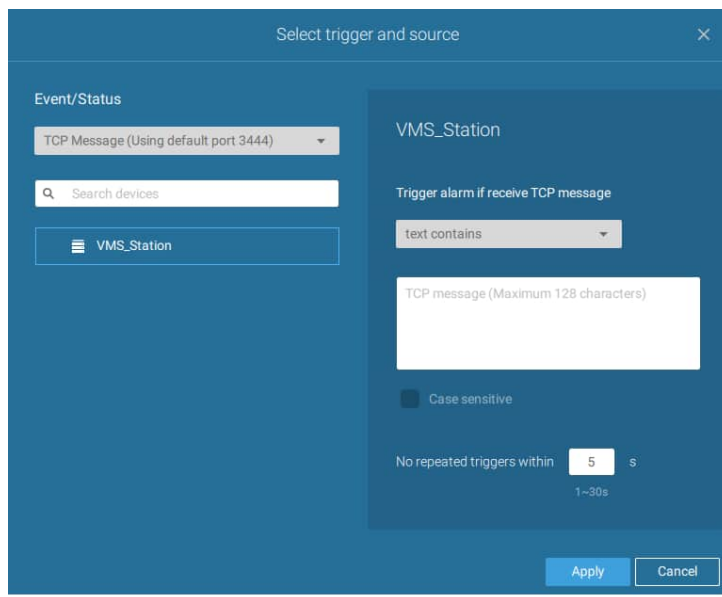 Select trigger and source
Event/Status
TCP Message (Using default port 3444)
Search devices
VMS_Station
VMS_Station
Trigger alarm if receive TCP message
text contains
TCP message (Maximum 128 characters)
Case sensitive
No repeated triggers within 5 s
1~30s
Apply Cancel